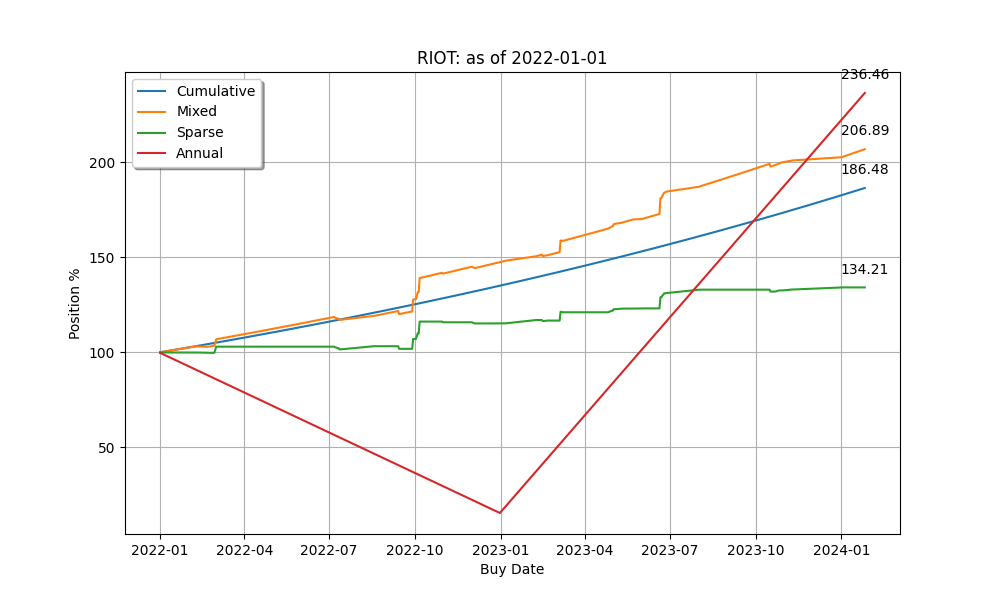 RIOT: as of 2022-01-01
Cumulative
Mixed
Sparse
Annual
236.46
206.89
186.48
134.21
200
150
100
50
Position %
2022-01 2022-04 2022-07 2022-10 2023-01 2023-04 2023-07 2023-10 2024-01
Buy Date